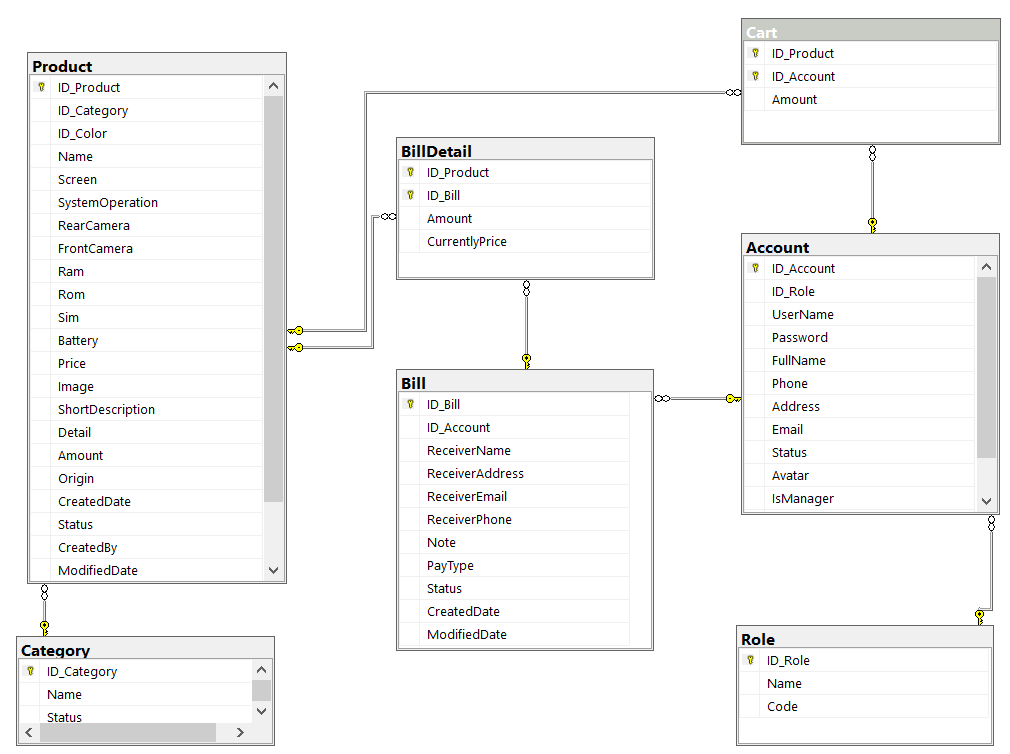 Product
ID_Product
ID_Category
ID_Color
Name
Screen
SystemOperation
RearCamera
FrontCamera
Ram
Rom
Sim
Battery
Price
Image
ShortDescription
Detail
Amount
Origin
CreatedDate
Status
CreatedBy
ModifiedDate
Category
ID_Category
Name
Status
BillDetail
ID_Product
ID_Bill
Amount
CurrentlyPrice
Bill
ID_Bill
ID_Account
ReceiverName
ReceiverAddress
ReceiverEmail
ReceiverPhone
Note
PayType
Status
CreatedDate
ModifiedDate
Cart
ID_Product
ID_Account
Amount
Account
ID_Account
ID_Role
UserName
Password
FullName
Phone
Address
Email
Status
Avatar
IsManager
Role
ID_Role
Name
Code